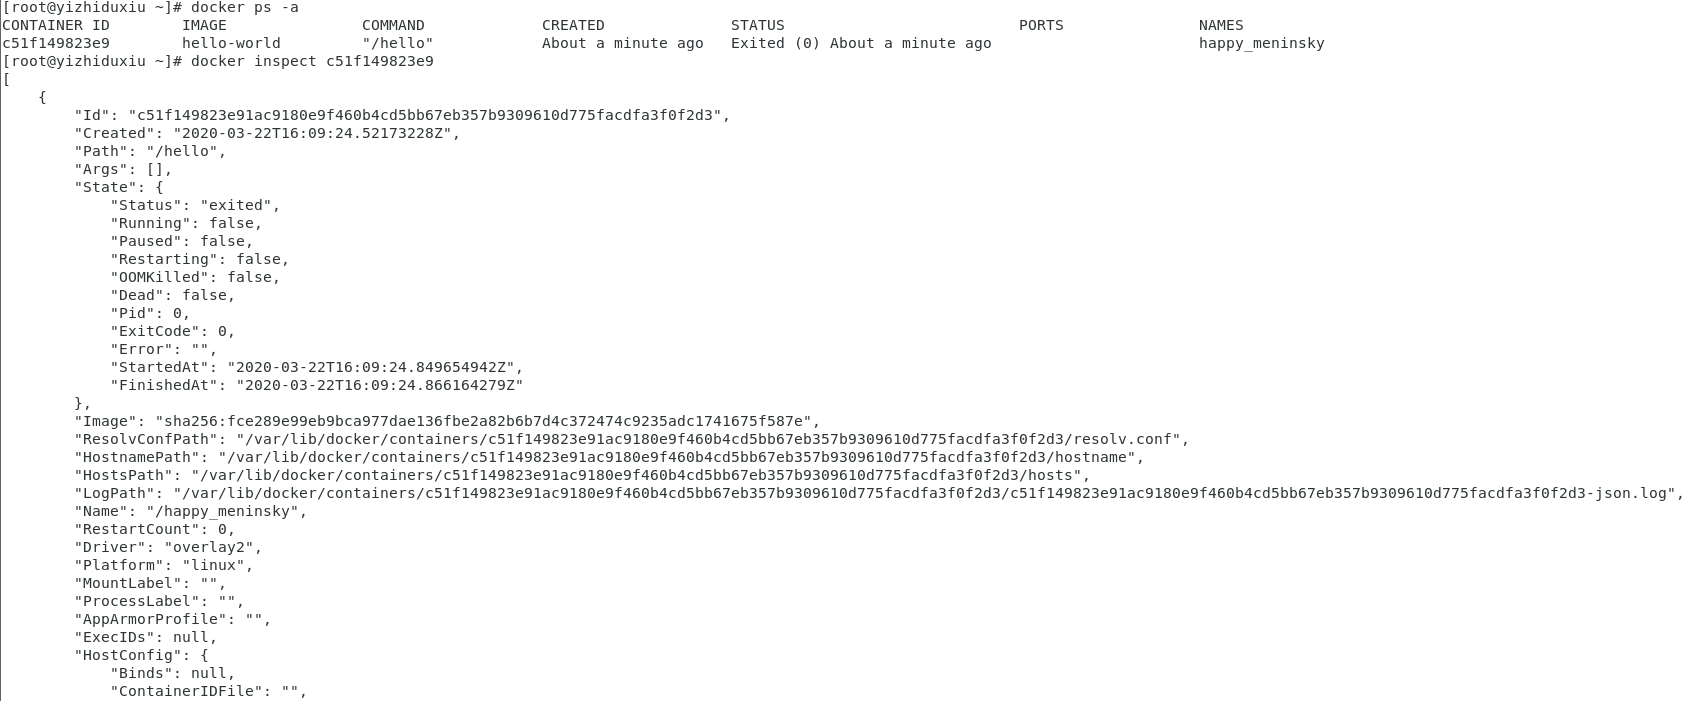 [root@yizhiduxiu ~]# docker ps -a
CONTAINER ID        IMAGE               COMMAND             CREATED              STATUS                          PORTS               NAMES
c51f149823e9        hello-world         "/hello"            About a minute ago   Exited (0) About a minute ago                       happy_meninsky
[root@yizhiduxiu ~]# docker inspect c51f149823e9
[
    {
        "Id": "c51f149823e91ac9180e9f460b4cd5bb67eb357b9309610d775facdfa3f0f2d3",
        "Created": "2020-03-22T16:09:24.52173228Z",
        "Path": "/hello",
        "Args": [],
        "State": {
            "Status": "exited",
            "Running": false,
            "Paused": false,
            "Restarting": false,
            "OOMKilled": false,
            "Dead": false,
            "Pid": 0,
            "ExitCode": 0,
            "Error": "",
            "StartedAt": "2020-03-22T16:09:24.849654942Z",
            "FinishedAt": "2020-03-22T16:09:24.866164279Z"
        },
        "Image": "sha256:fce289e99eb9bca977dae136fbe2a82b6b7d4c372474c9235adc1741675f587e",
        "ResolvConfPath": "/var/lib/docker/containers/c51f149823e91ac9180e9f460b4cd5bb67eb357b9309610d775facdfa3f0f2d3/resolv.conf",
        "HostnamePath": "/var/lib/docker/containers/c51f149823e91ac9180e9f460b4cd5bb67eb357b9309610d775facdfa3f0f2d3/hostname",
        "HostsPath": "/var/lib/docker/containers/c51f149823e91ac9180e9f460b4cd5bb67eb357b9309610d775facdfa3f0f2d3/hosts",
        "LogPath": "/var/lib/docker/containers/c51f149823e91ac9180e9f460b4cd5bb67eb357b9309610d775facdfa3f0f2d3/c51f149823e91ac9180e9f460b4cd5bb67eb357b9309610d775facdfa3f0f2d3-json.log",
        "Name": "/happy_meninsky",
        "RestartCount": 0,
        "Driver": "overlay2",
        "Platform": "linux",
        "MountLabel": "",
        "ProcessLabel": "",
        "AppArmorProfile": "",
        "ExecIDs": null,
        "HostConfig": {
            "Binds": null,
            "ContainerIDFile": "",